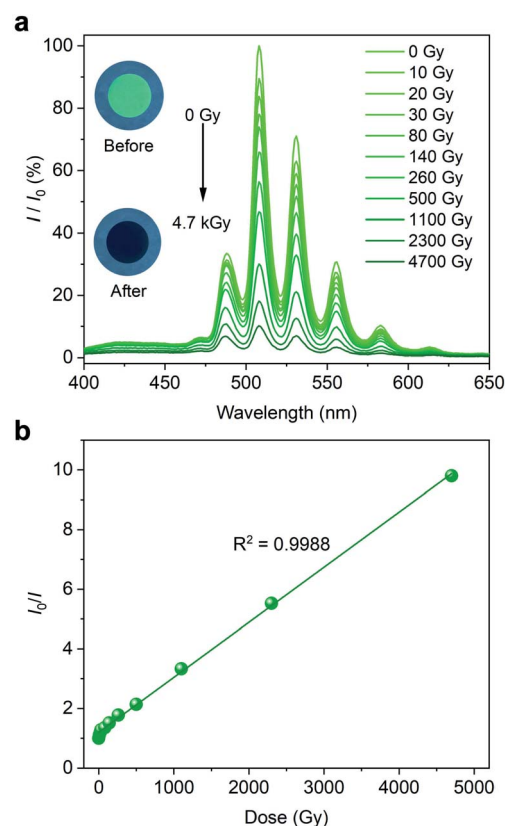 a
I / I₀ (%)
100
80
60
40
20
0
Before
After
0 Gy
4.7 kGy
0 Gy
10 Gy
20 Gy
30 Gy
80 Gy
140 Gy
260 Gy
500 Gy
1100 Gy
2300 Gy
4700 Gy
400 450 500 550 600 650
Wavelength (nm)
b
I₀/I
10
8
6
4
2
0
R² = 0.9988
0 1000 2000 3000 4000 5000
Dose (Gy)